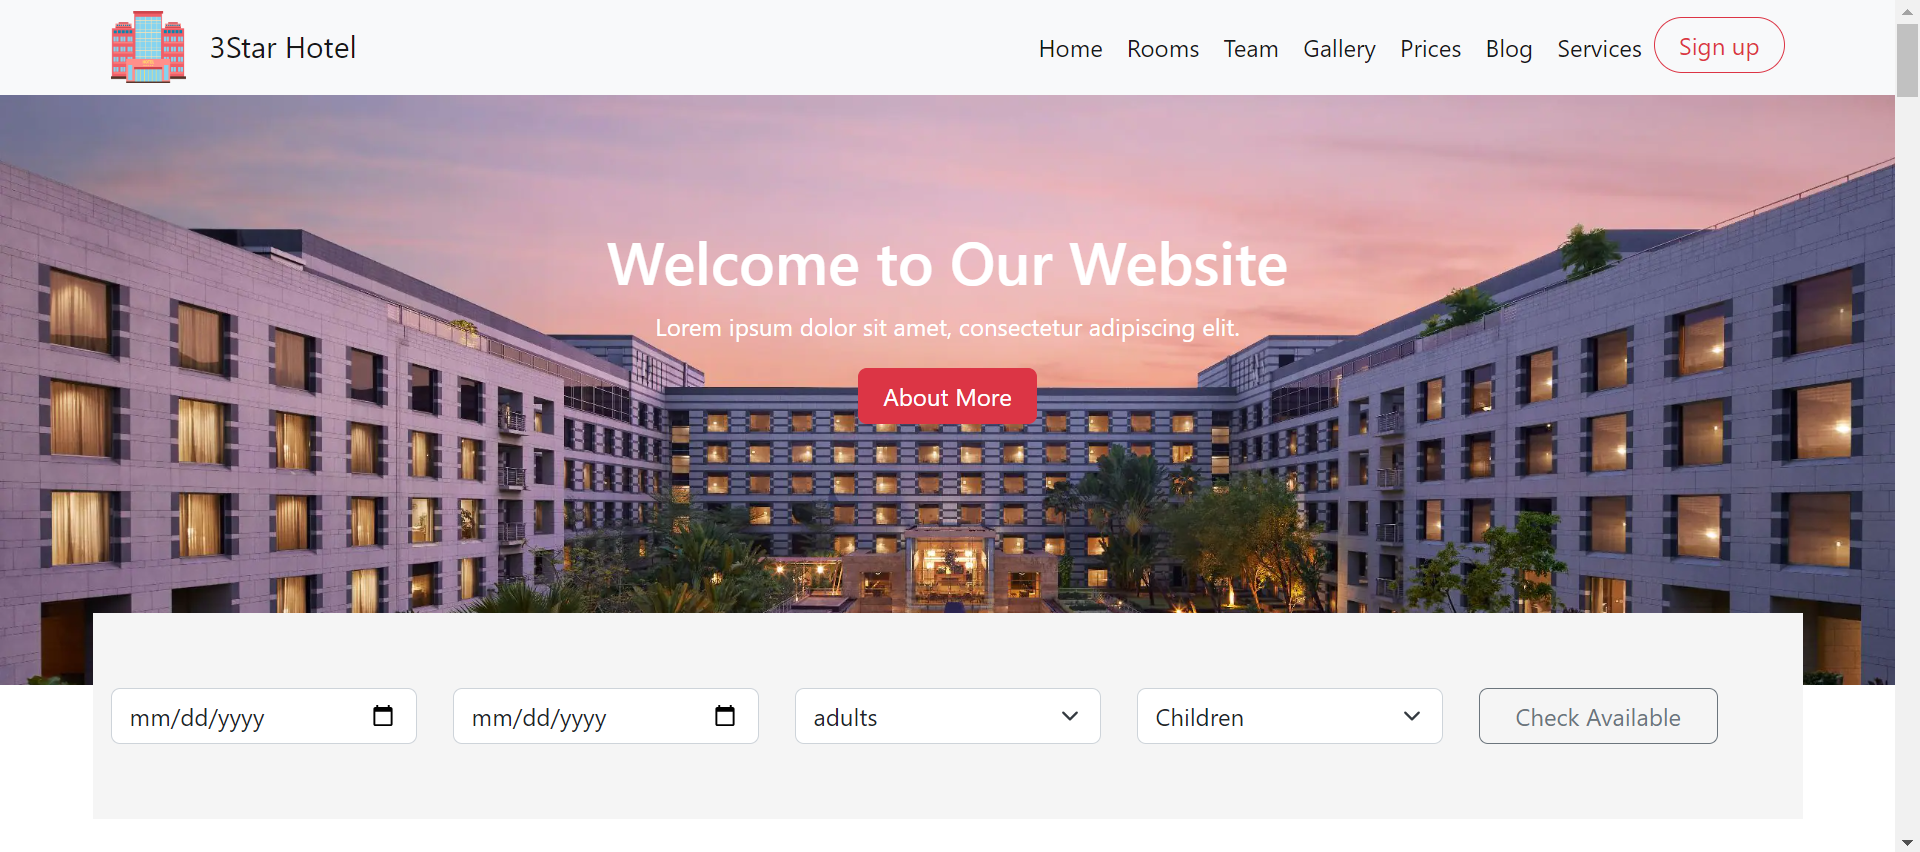 3Star Hotel
Home Rooms Team Gallery Prices Blog Services Sign up
Welcome to Our Website
Lorem ipsum dolor sit amet, consectetur adipiscing elit.
About More
mm/dd/yyyy mm/dd/yyyy adults Children Check Available